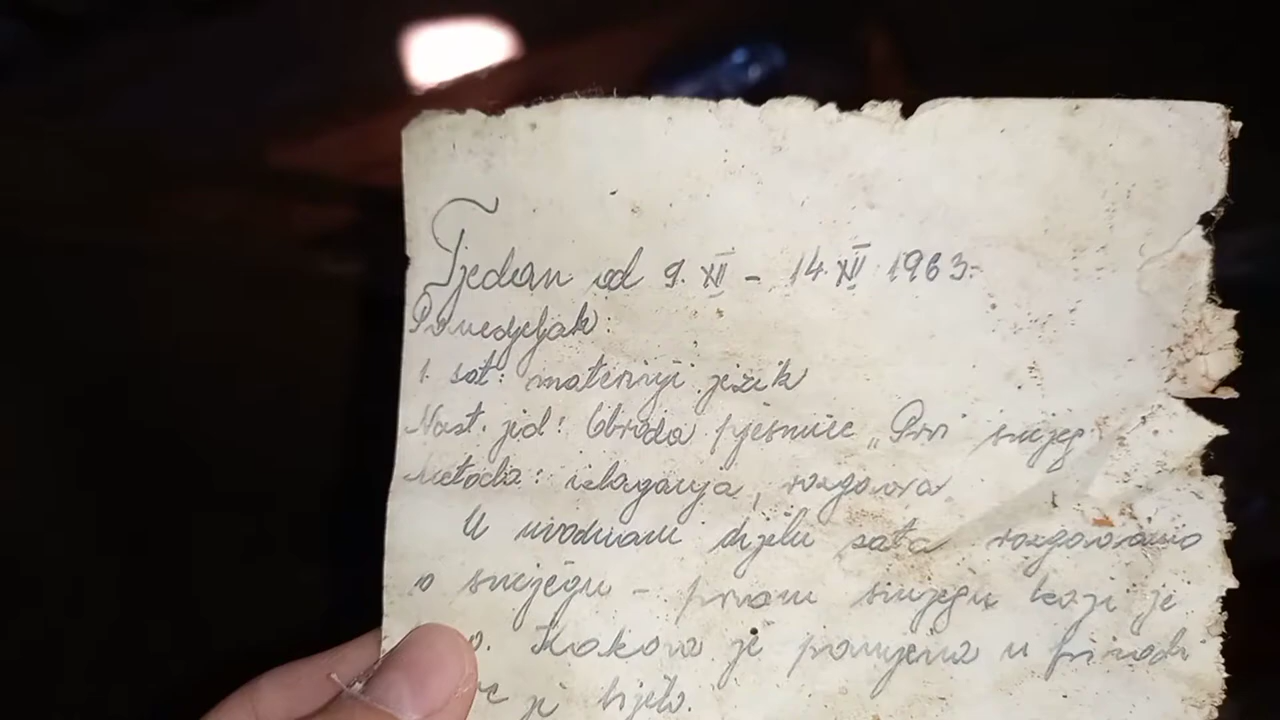 Tjedan od 9. XII - 14. XII 1963.
Ponedjeljak:
1. sat: materinji jezik
Nast. jed: Obrada pjesmice „Prvi snijeg
Metoda: izlaganja, razgovora
U uvodnom dijelu sata razgovaramo
o snijegu - prvom snijegu koji je
Kakova je promjena u prirodi
je bijelo.